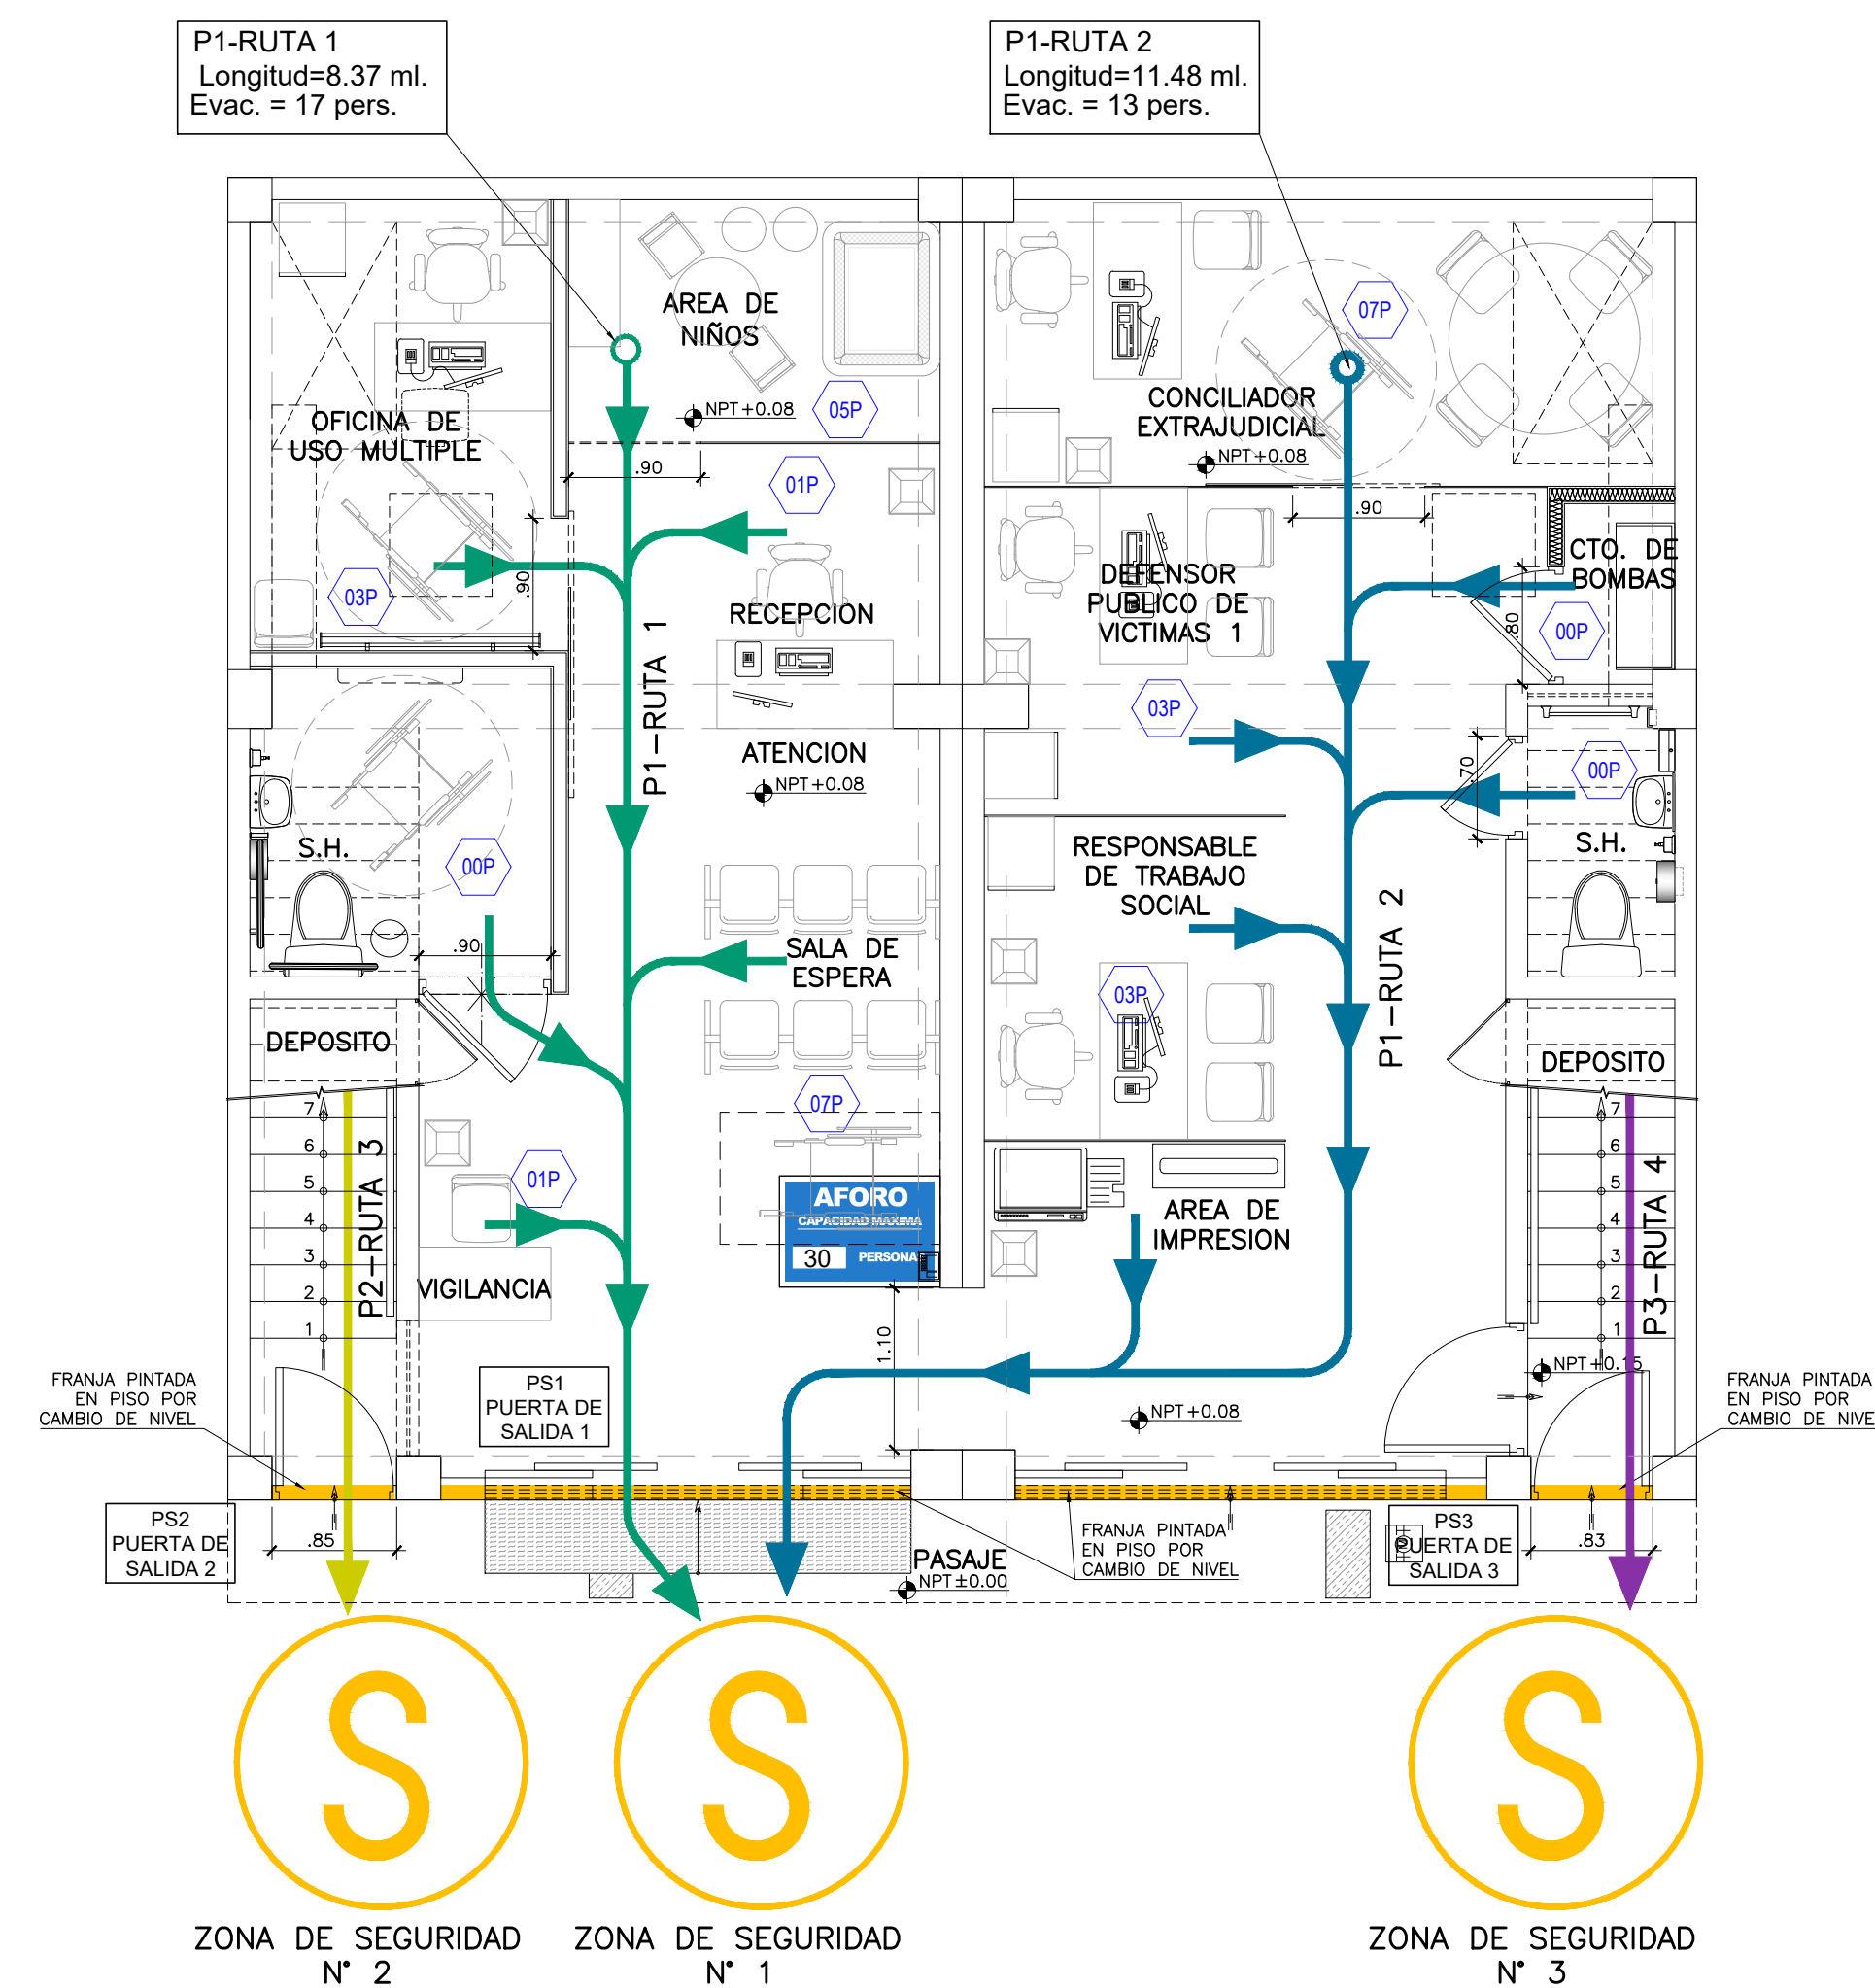 P1-RUTA 1
Longitud=8.37 ml.
Evac. = 17 pers.
P1-RUTA 2
Longitud=11.48 ml.
Evac. = 13 pers.
AREA DE
NIÑOS
05P
NPT+0.08
OFICINA DE
USO MULTIPLE
03P
.90
.90
01P
RECEPCION
P1-RUTA 1
ATENCION
NPT+0.08
07P
CONCILIADOR
EXTRAJUDICIAL
NPT+0.08
.90
DEFENSOR
PUBLICO DE
VICTIMAS 1
03P
CTO. DE
BOMBAS
00P
.80
.70
00P
S.H.
S.H.
00P
.90
SALA DE
ESPERA
07P
RESPONSABLE
DE TRABAJO
SOCIAL
03P
P1-RUTA 2
DEPOSITO
7
6
5
4
3
2
1
P2-RUTA 3
01P
VIGILANCIA
AFORO
CAPACIDAD MAXIMA
30 PERSONAS
1.10
AREA DE
IMPRESION
DEPOSITO
7
6
5
4
3
2
1
P3-RUTA 4
NPT+0.15
NPT+0.08
FRANJA PINTADA
EN PISO POR
CAMBIO DE NIVEL
PS1
PUERTA DE
SALIDA 1
FRANJA PINTADA
EN PISO POR
CAMBIO DE NIVE
PS2
PUERTA DE
SALIDA 2
.85
PASAJE
NPT±0.00
FRANJA PINTADA
EN PISO POR
CAMBIO DE NIVEL
PS3
PUERTA DE
SALIDA 3
.83
S
S
S
ZONA DE SEGURIDAD
N° 2
ZONA DE SEGURIDAD
N° 1
ZONA DE SEGURIDAD
N° 3